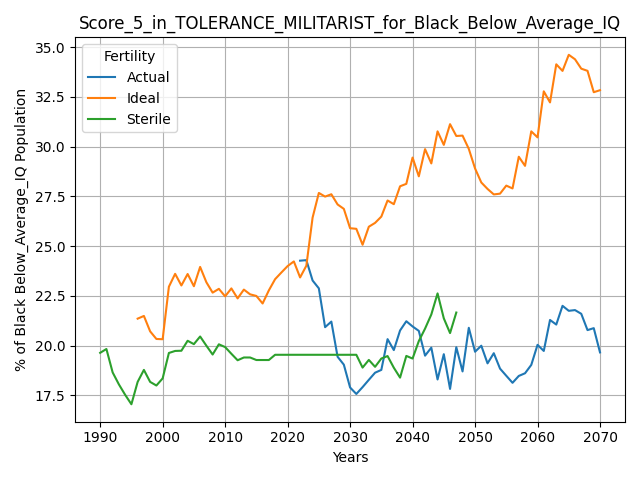 Score_5_in_TOLERANCE_MILITARIST_for_Black_Below_Average_IQ
Fertility
Actual
Ideal
Sterile
% of Black Below_Average_IQ Population
35.0
32.5
30.0
27.5
25.0
22.5
20.0
17.5
1990 2000 2010 2020 2030 2040 2050 2060 2070
Years